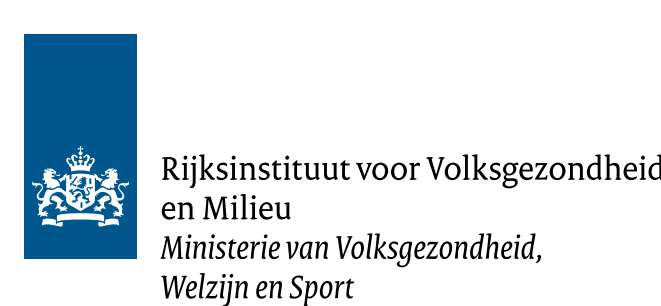 Rijksinstituut voor Volksgezondheid
en Milieu
Ministerie van Volksgezondheid,
Welzijn en Sport